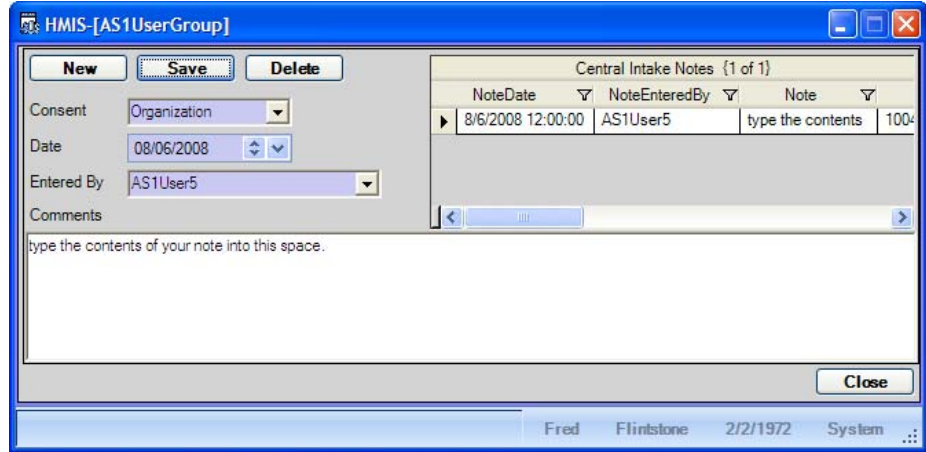 HMIS-[AS1UserGroup]
New Save Delete
Consent Organization
Date 08/06/2008
Entered By AS1User5
Comments
Central Intake Notes {1 of 1}
NoteDate NoteEnteredBy Note
8/6/2008 12:00:00 AS1User5 type the contents 1004
type the contents of your note into this space.
Close
Fred Flintstone 2/2/1972 System